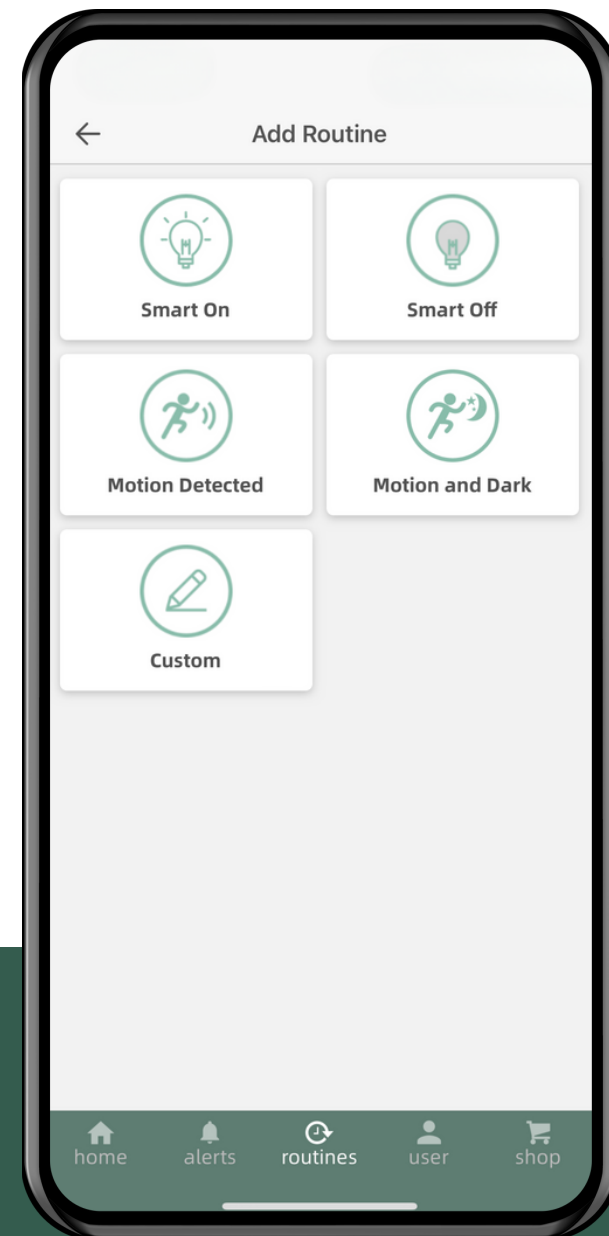 Add Routine
Smart On
Smart Off
Motion Detected
Motion and Dark
Custom
home
alerts
routines
user
shop